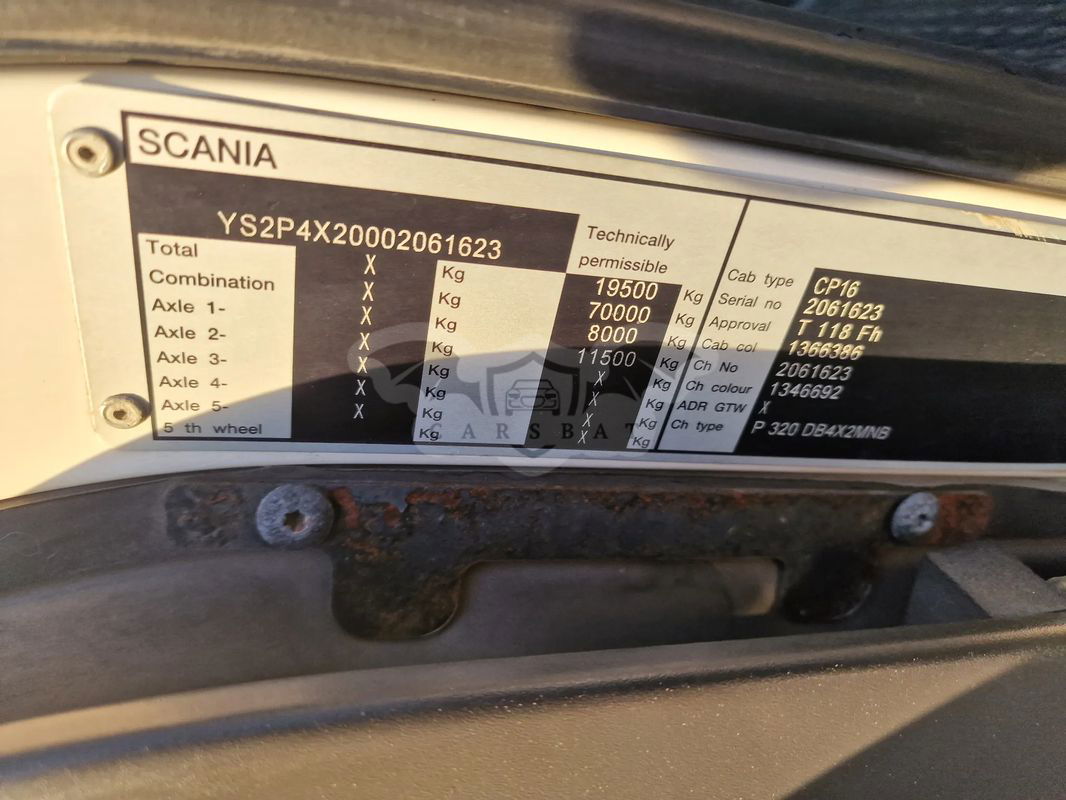 SCANIA
YS2P4X20002061623
Technically
permissible
Total X Kg 19500 Kg
Combination X Kg 70000 Kg
Axle 1- X Kg 8000 Kg
Axle 2- X Kg 11500 Kg
Axle 3- X Kg X Kg
Axle 4- X Kg X Kg
Axle 5- X Kg X Kg
5 th wheel X Kg X Kg
Cab type CP16
Serial no 2061623
Approval T 118 Fh
Cab col 1366386
Ch No 2061623
Ch colour 1346692
ADR GTW X
Ch type P 320 DB4X2MNB
CARSBAT